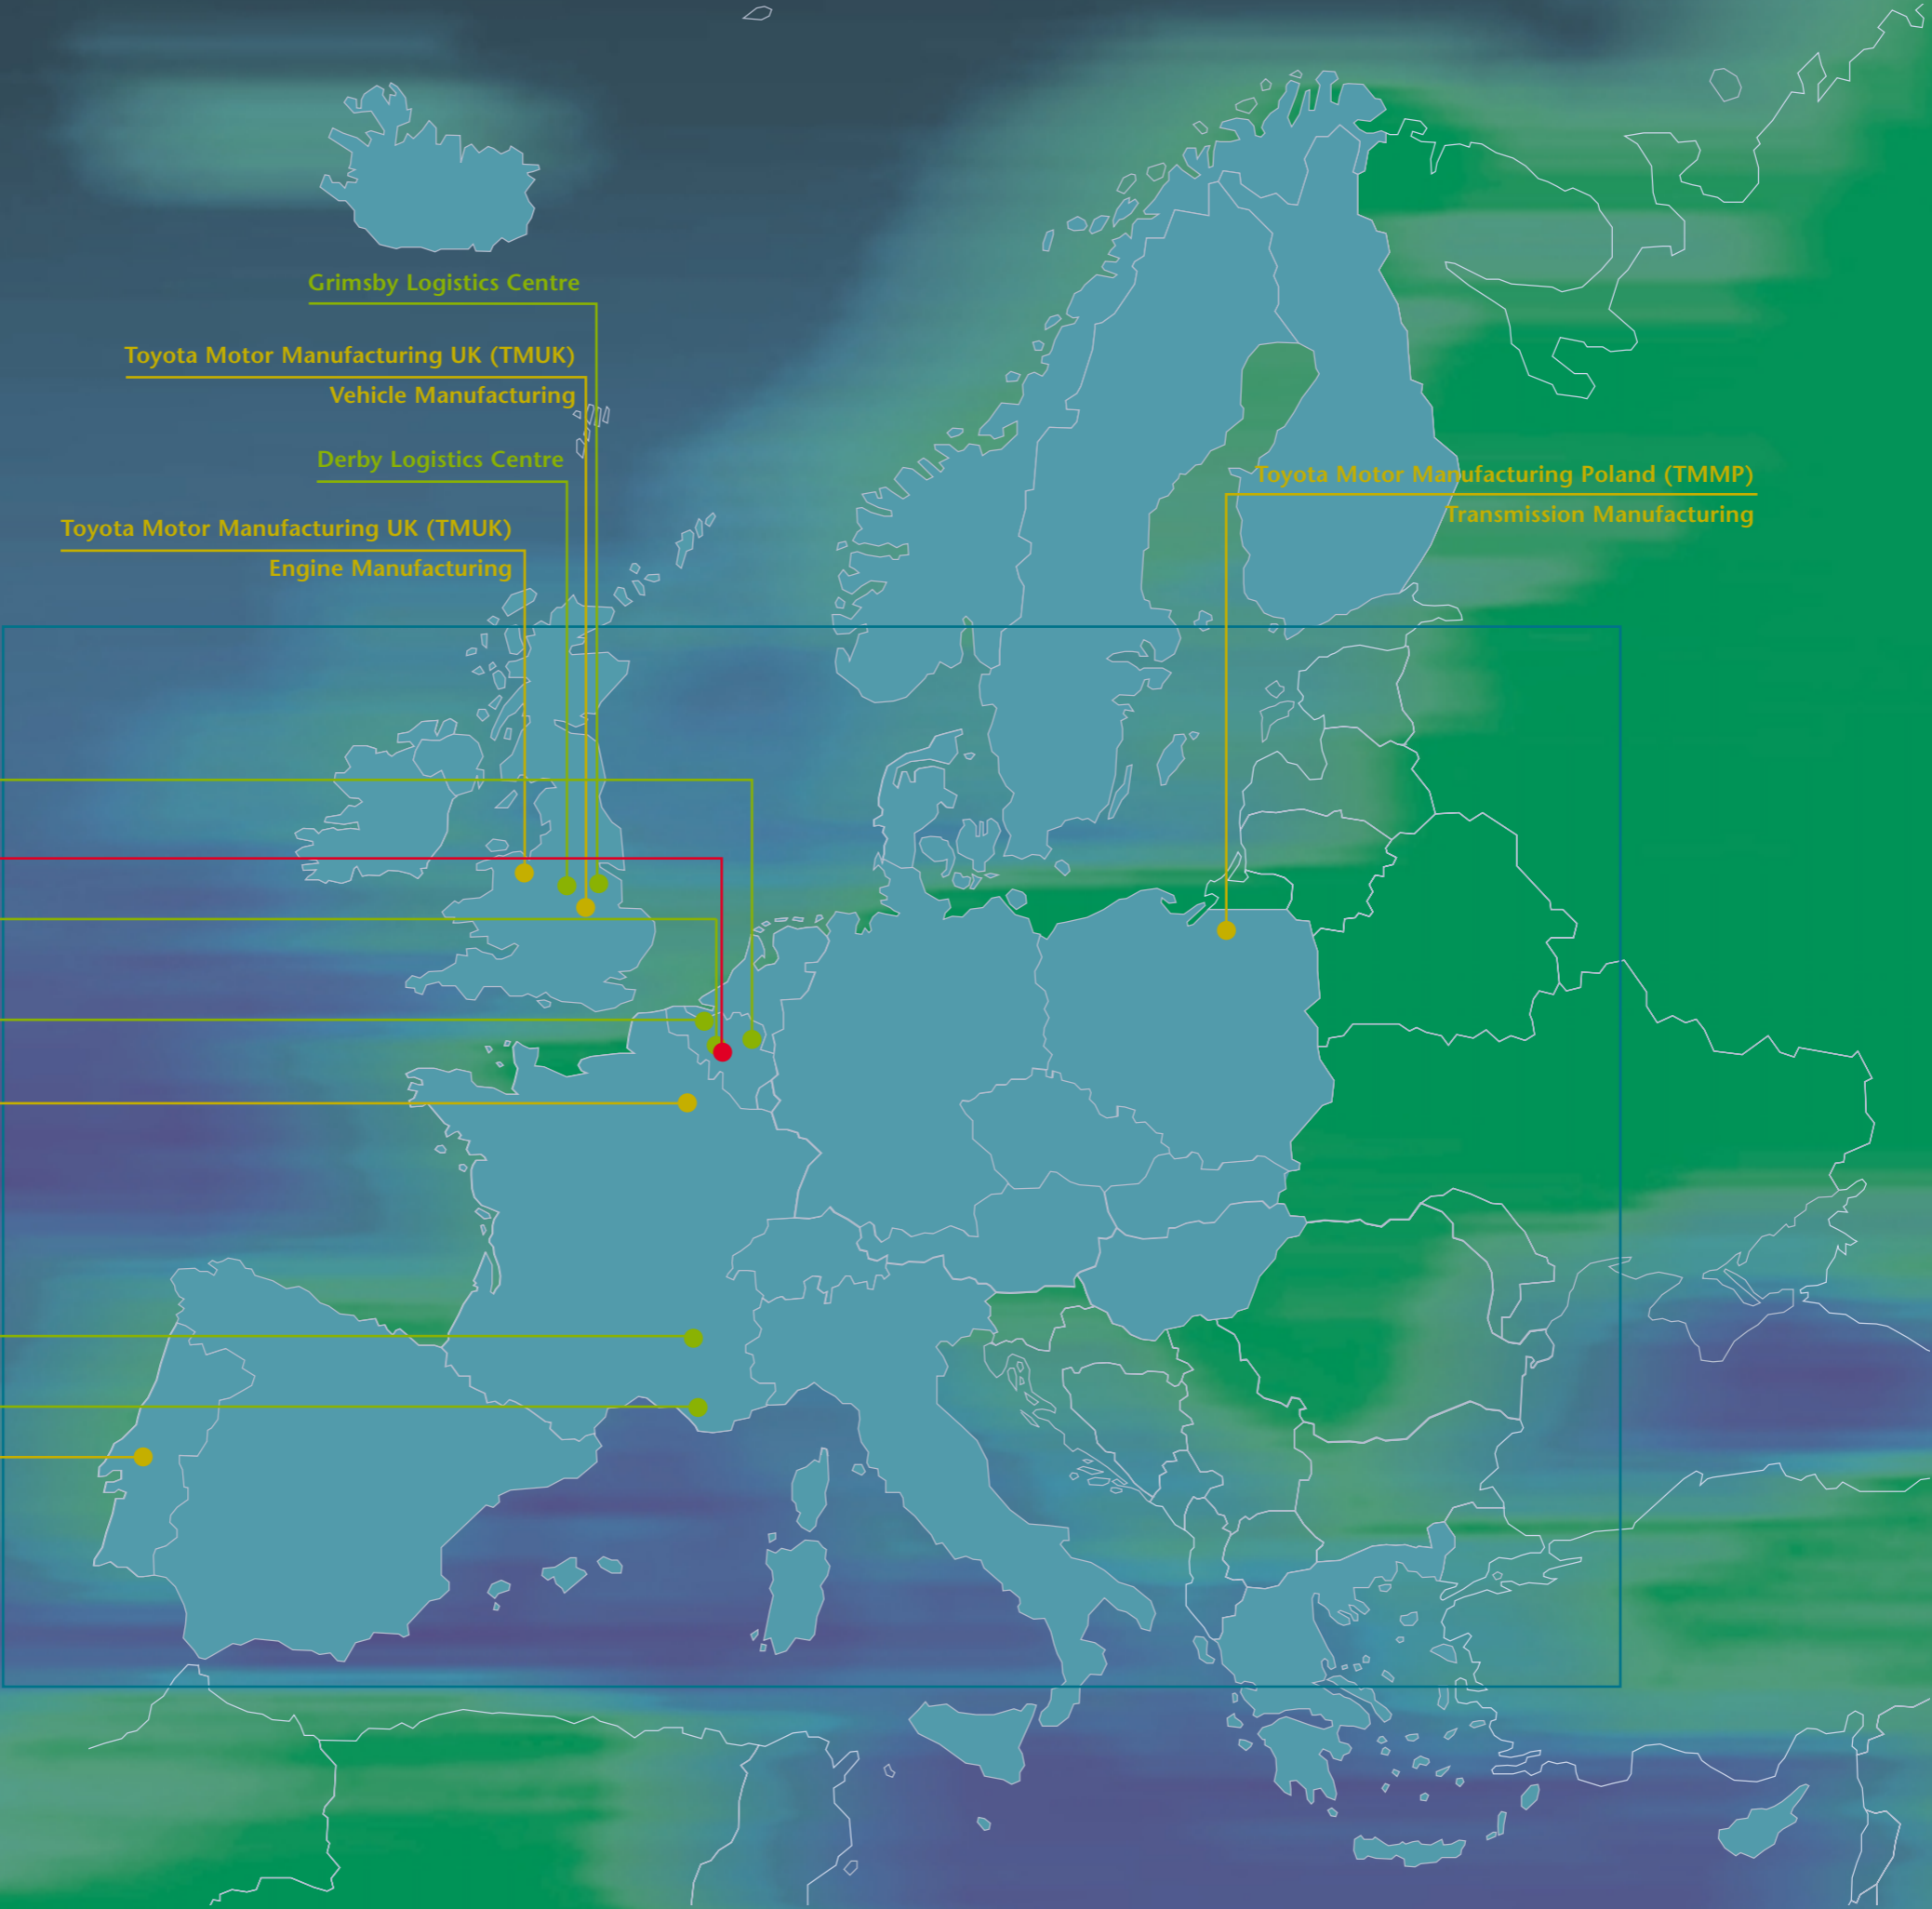 Grimsby Logistics Centre
Toyota Motor Manufacturing UK (TMUK)
Vehicle Manufacturing
Derby Logistics Centre
Toyota Motor Manufacturing Poland (TMMP)
Transmission Manufacturing
Toyota Motor Manufacturing UK (TMUK)
Engine Manufacturing